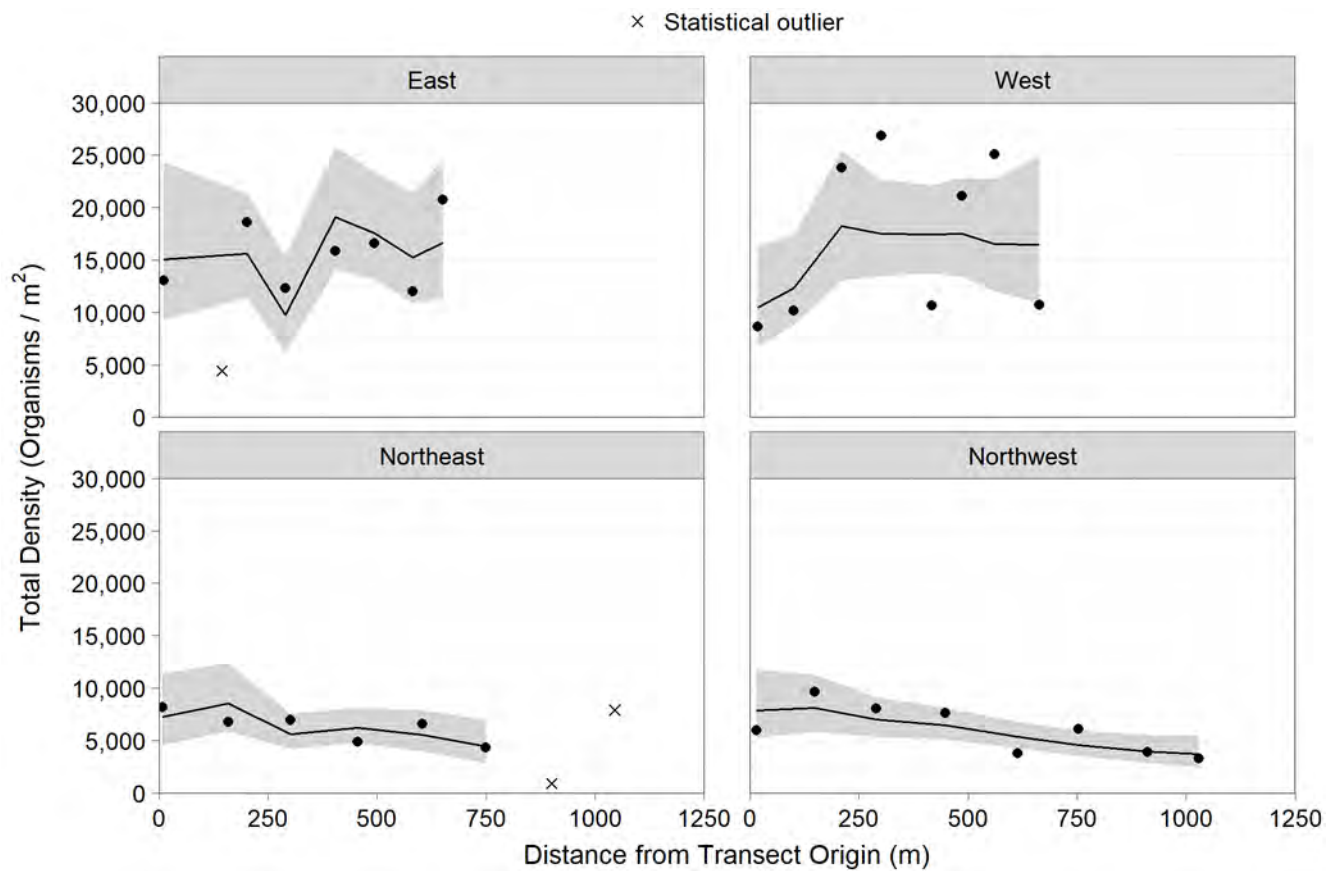 × Statistical outlier
East
West
30,000
25,000
20,000
15,000
10,000
5,000
0
Northeast
Northwest
30,000
25,000
20,000
15,000
10,000
5,000
0
0 250 500 750 1000 1250
0 250 500 750 1000 1250
Total Density (Organisms / m²)
Distance from Transect Origin (m)